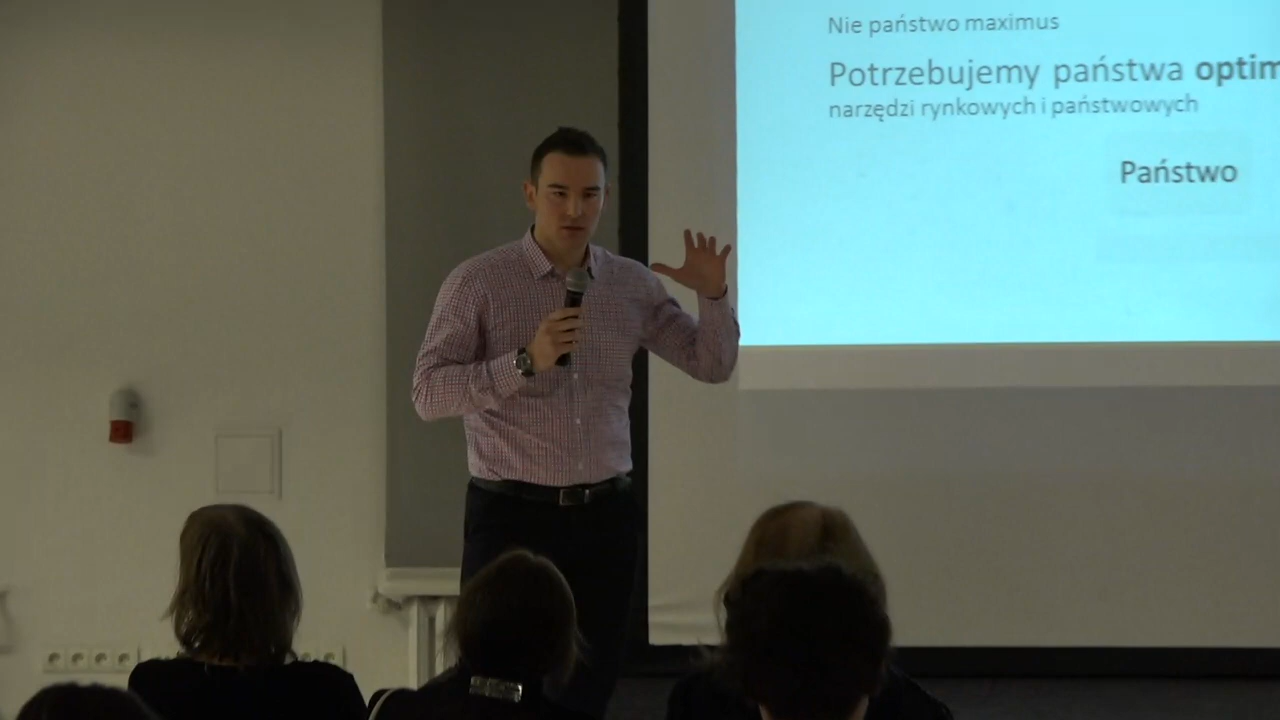 Nie państwo maximus
Potrzebujemy państwa optim
narzędzi rynkowych i państwowych
Państwo